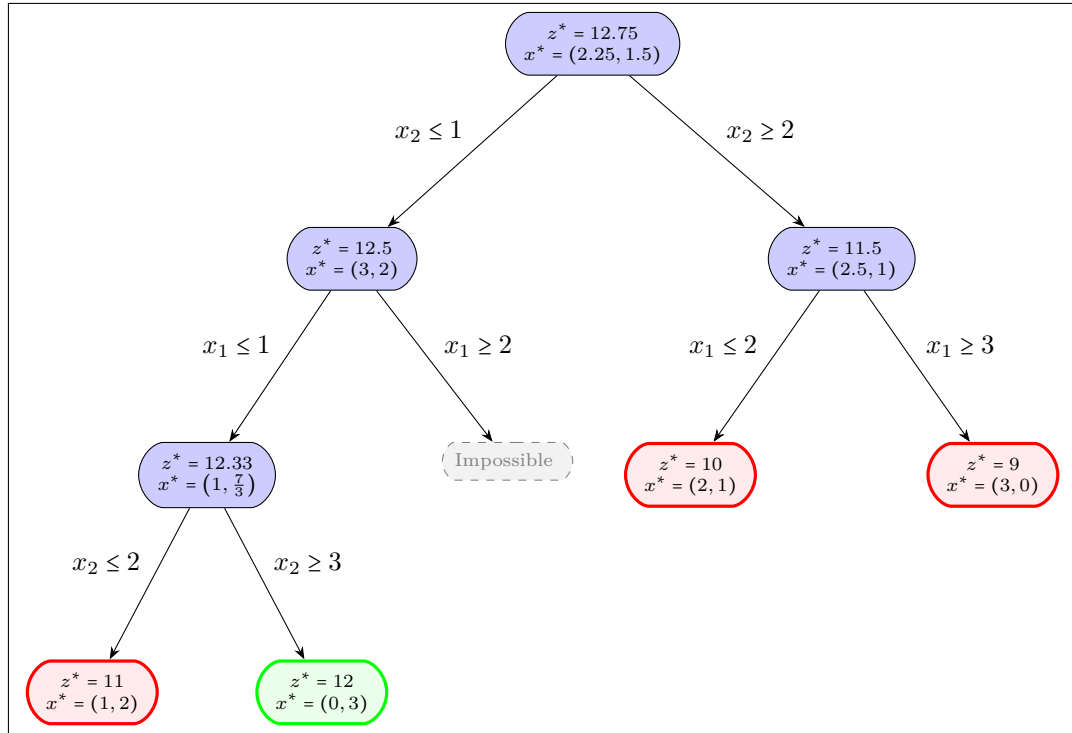 z* = 12.75
x* = (2.25, 1.5)
x₂ ≤ 1
x₂ ≥ 2
z* = 12.5
x* = (3, 2)
z* = 11.5
x* = (2.5, 1)
x₁ ≤ 1
x₁ ≥ 2
x₁ ≤ 2
x₁ ≥ 3
z* = 12.33
x* = (1, 7/3)
Impossible
z* = 10
x* = (2, 1)
z* = 9
x* = (3, 0)
x₂ ≤ 2
x₂ ≥ 3
z* = 11
x* = (1, 2)
z* = 12
x* = (0, 3)